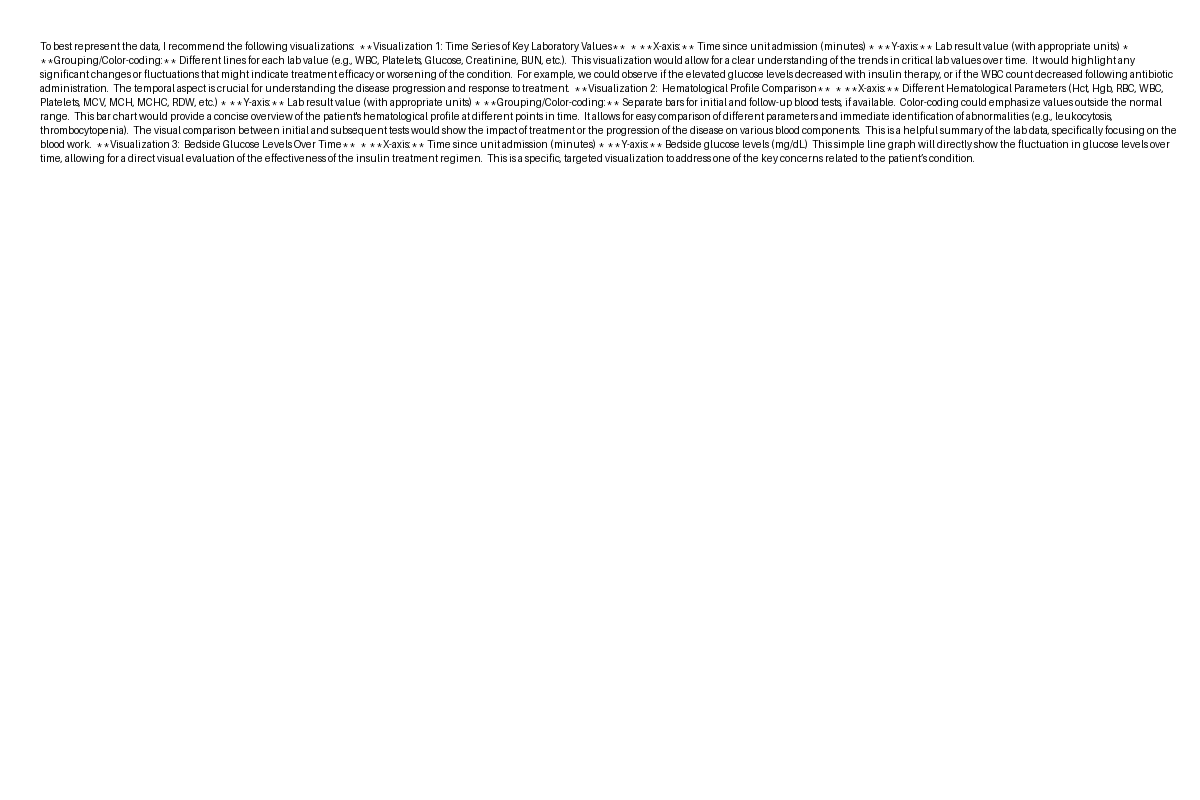 To best represent the data, I recommend the following visualizations:  **Visualization 1: Time Series of Key Laboratory Values**  * **X-axis:** Time since unit admission (minutes) * **Y-axis:** Lab result value (with appropriate units) *
**Grouping/Color-coding:** Different lines for each lab value (e.g., WBC, Platelets, Glucose, Creatinine, BUN, etc.).  This visualization would allow for a clear understanding of the trends in critical lab values over time.  It would highlight any
significant changes or fluctuations that might indicate treatment efficacy or worsening of the condition.  For example, we could observe if the elevated glucose levels decreased with insulin therapy, or if the WBC count decreased following antibiotic
administration.  The temporal aspect is crucial for understanding the disease progression and response to treatment.  **Visualization 2:  Hematological Profile Comparison**  * **X-axis:** Different Hematological Parameters (Hct, Hgb, RBC, WBC,
Platelets, MCV, MCH, MCHC, RDW, etc.) * **Y-axis:** Lab result value (with appropriate units) * **Grouping/Color-coding:** Separate bars for initial and follow-up blood tests, if available.  Color-coding could emphasize values outside the normal
range.  This bar chart would provide a concise overview of the patient's hematological profile at different points in time.  It allows for easy comparison of different parameters and immediate identification of abnormalities (e.g., leukocytosis,
thrombocytopenia).  The visual comparison between initial and subsequent tests would show the impact of treatment or the progression of the disease on various blood components.  This is a helpful summary of the lab data, specifically focusing on the
blood work.  **Visualization 3:  Bedside Glucose Levels Over Time**  * **X-axis:** Time since unit admission (minutes) * **Y-axis:** Bedside glucose levels (mg/dL)  This simple line graph will directly show the fluctuation in glucose levels over
time, allowing for a direct visual evaluation of the effectiveness of the insulin treatment regimen.  This is a specific, targeted visualization to address one of the key concerns related to the patient's condition.